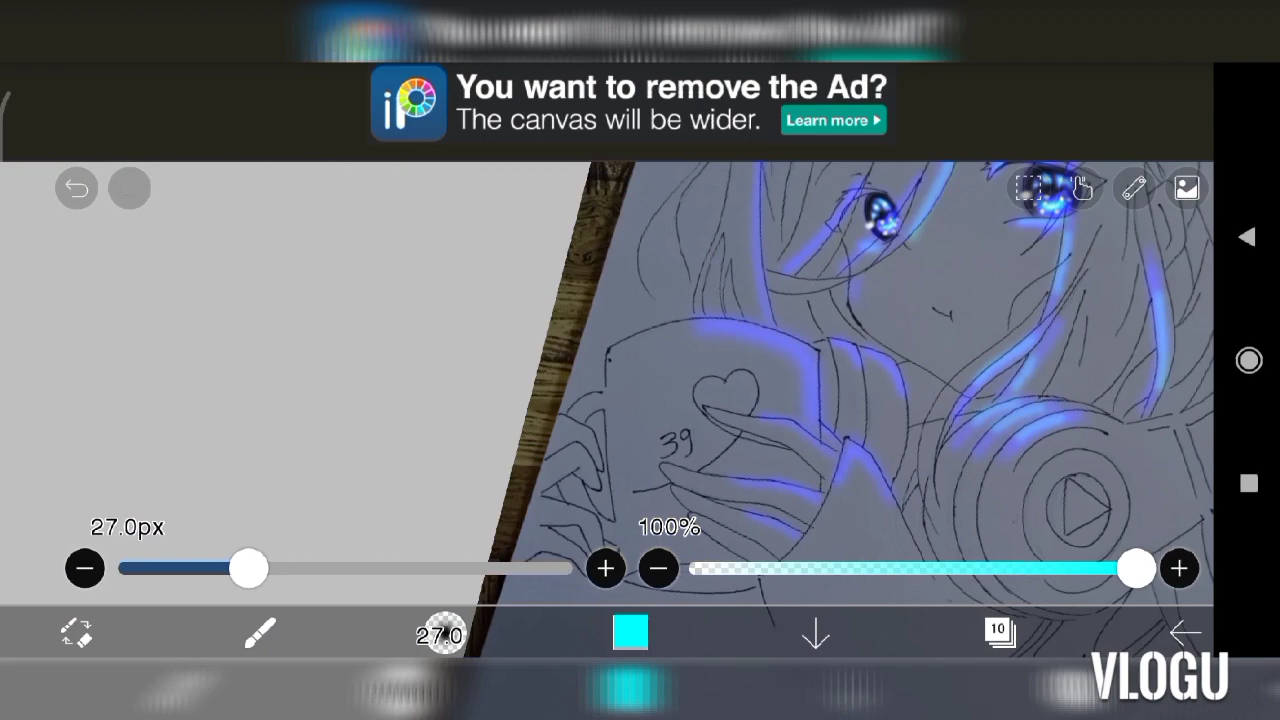 iP
You want to remove the Ad?
The canvas will be wider.
Learn more
39
27.0px
100%
27.0
10
VLOGU